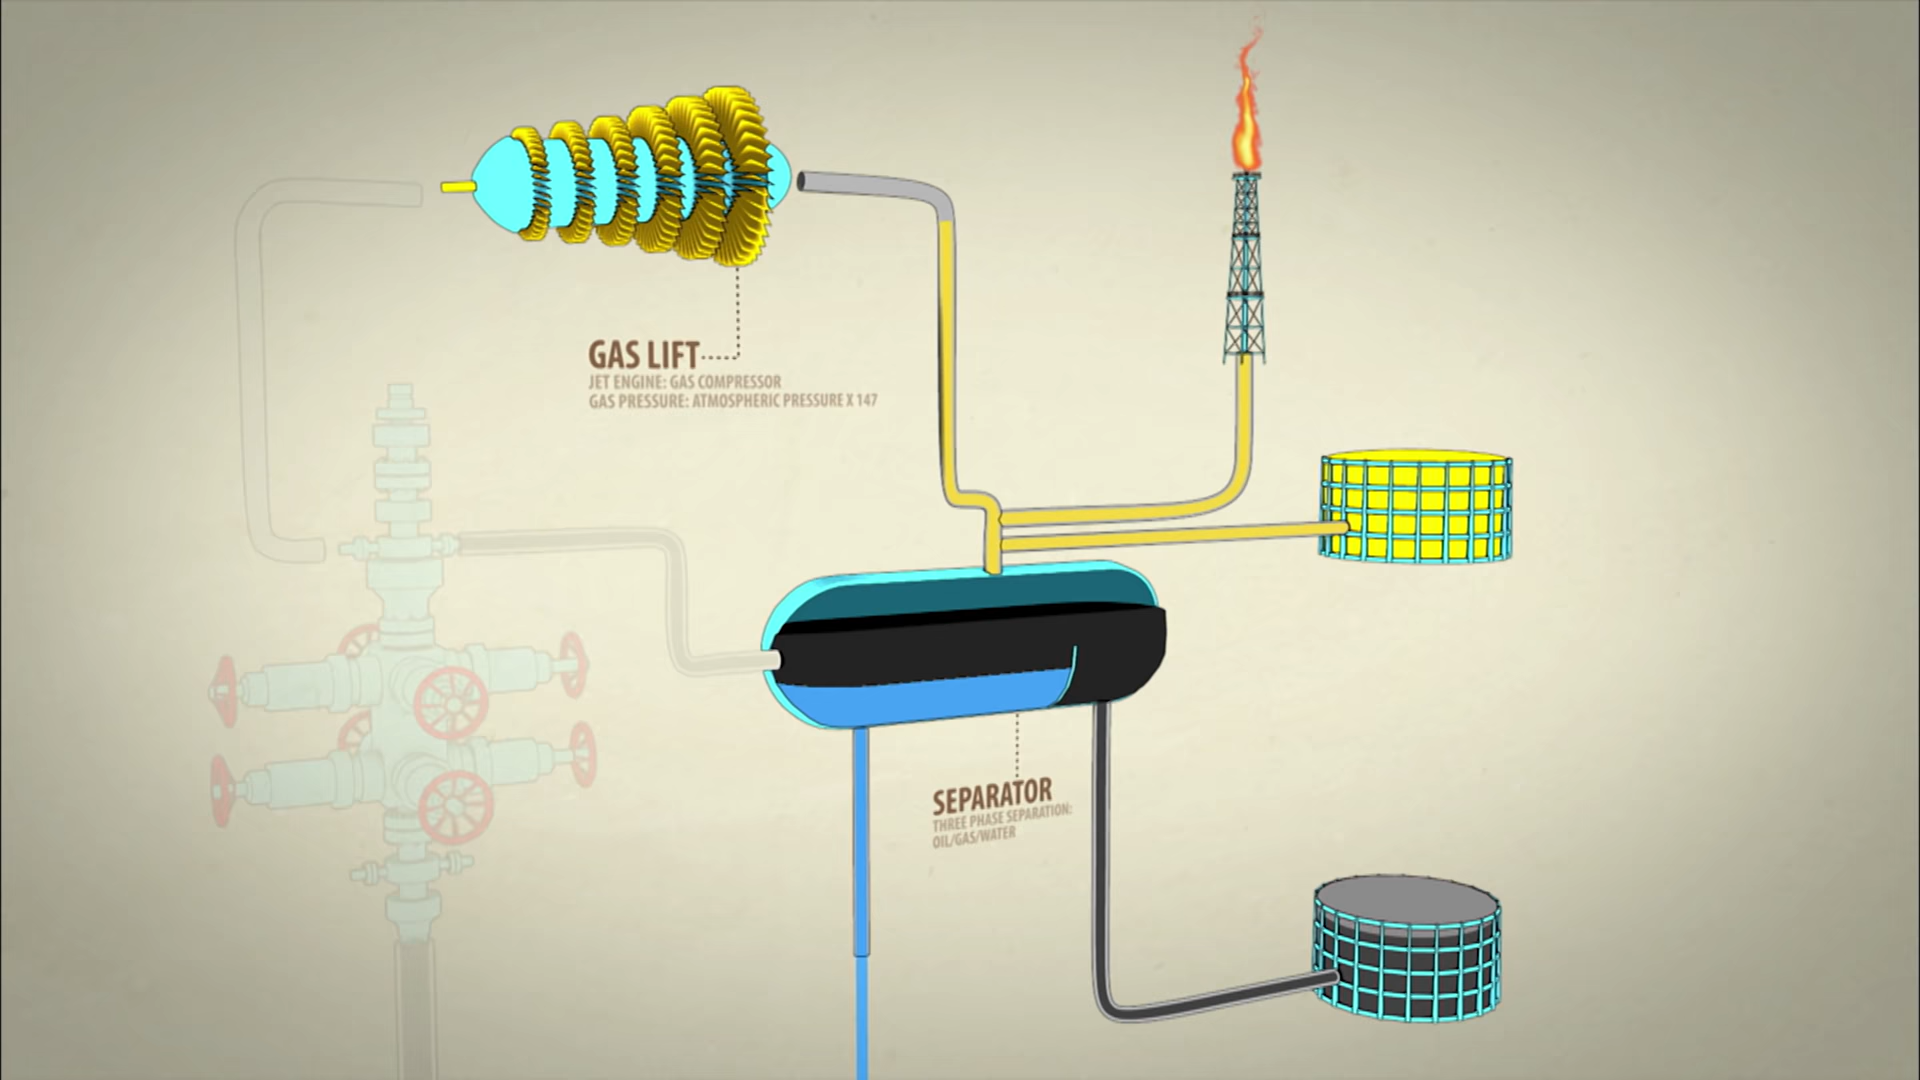 GAS LIFT
JET ENGINE: GAS COMPRESSOR
GAS PRESSURE: ATMOSPHERIC PRESSURE X 147
SEPARATOR
THREE PHASE SEPARATION:
OIL/GAS/WATER